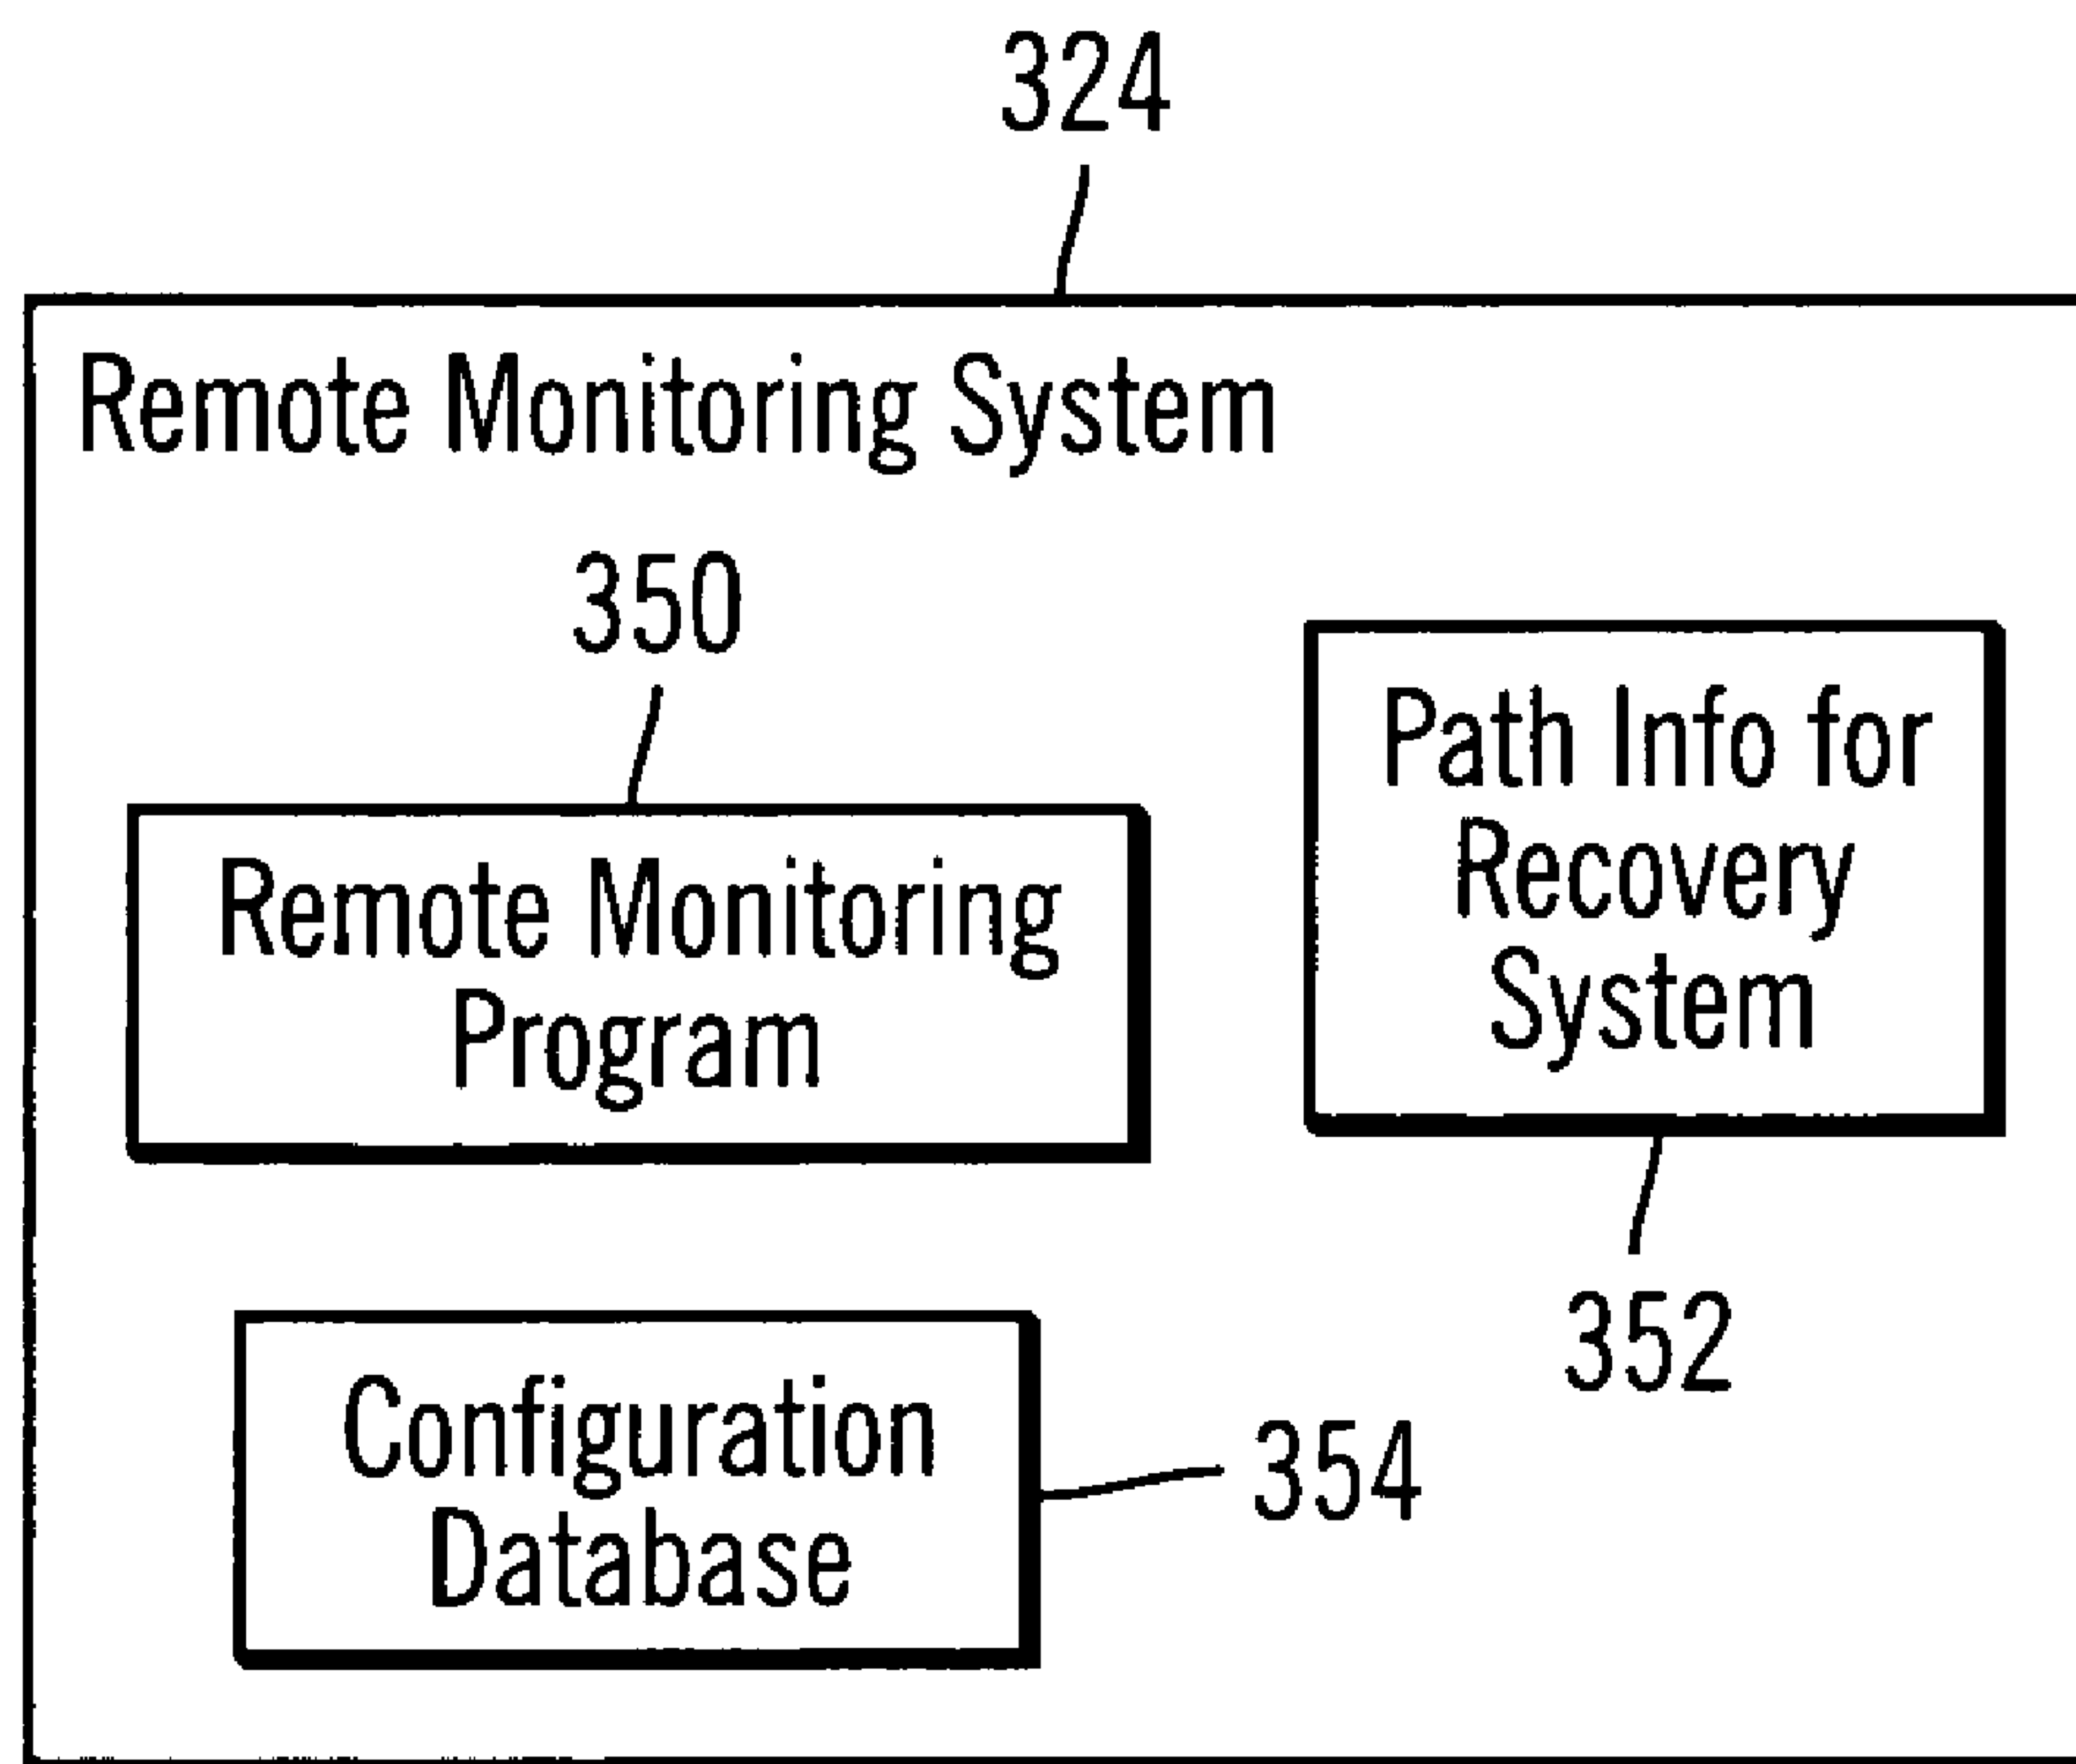 324
Remote Monitoring System
350
Remote Monitoring
Program
Path Info for
Recovery
System
352
Configuration
Database
354